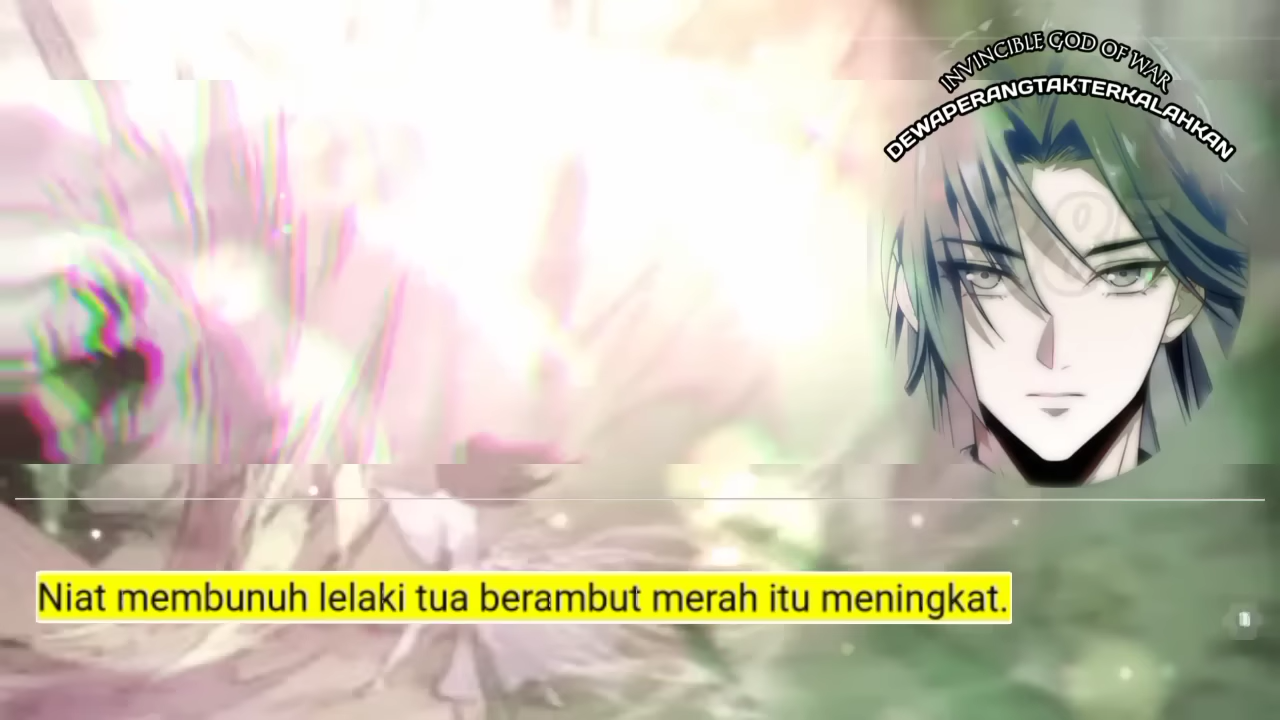 INVINCIBLE GOD OF WAR
DEWAPERANGTAKTERKALAHKAN
Niat membunuh lelaki tua berambut merah itu meningkat.